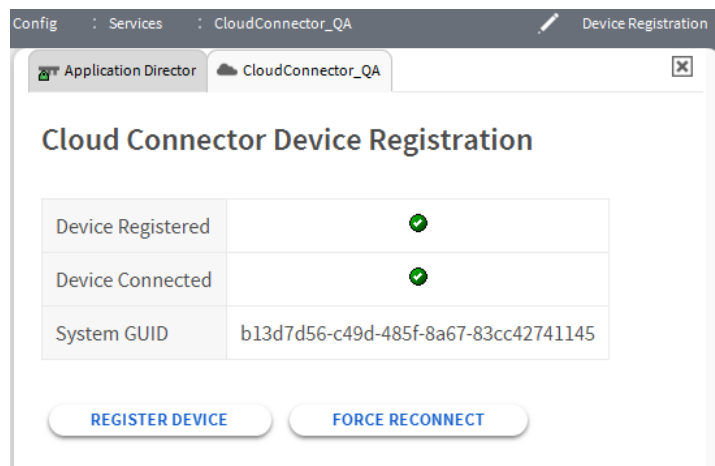 Config : Services : CloudConnector_QA Device Registration
Application Director CloudConnector_QA
Cloud Connector Device Registration
Device Registered
Device Connected
System GUID b13d7d56-c49d-485f-8a67-83cc42741145
REGISTER DEVICE FORCE RECONNECT